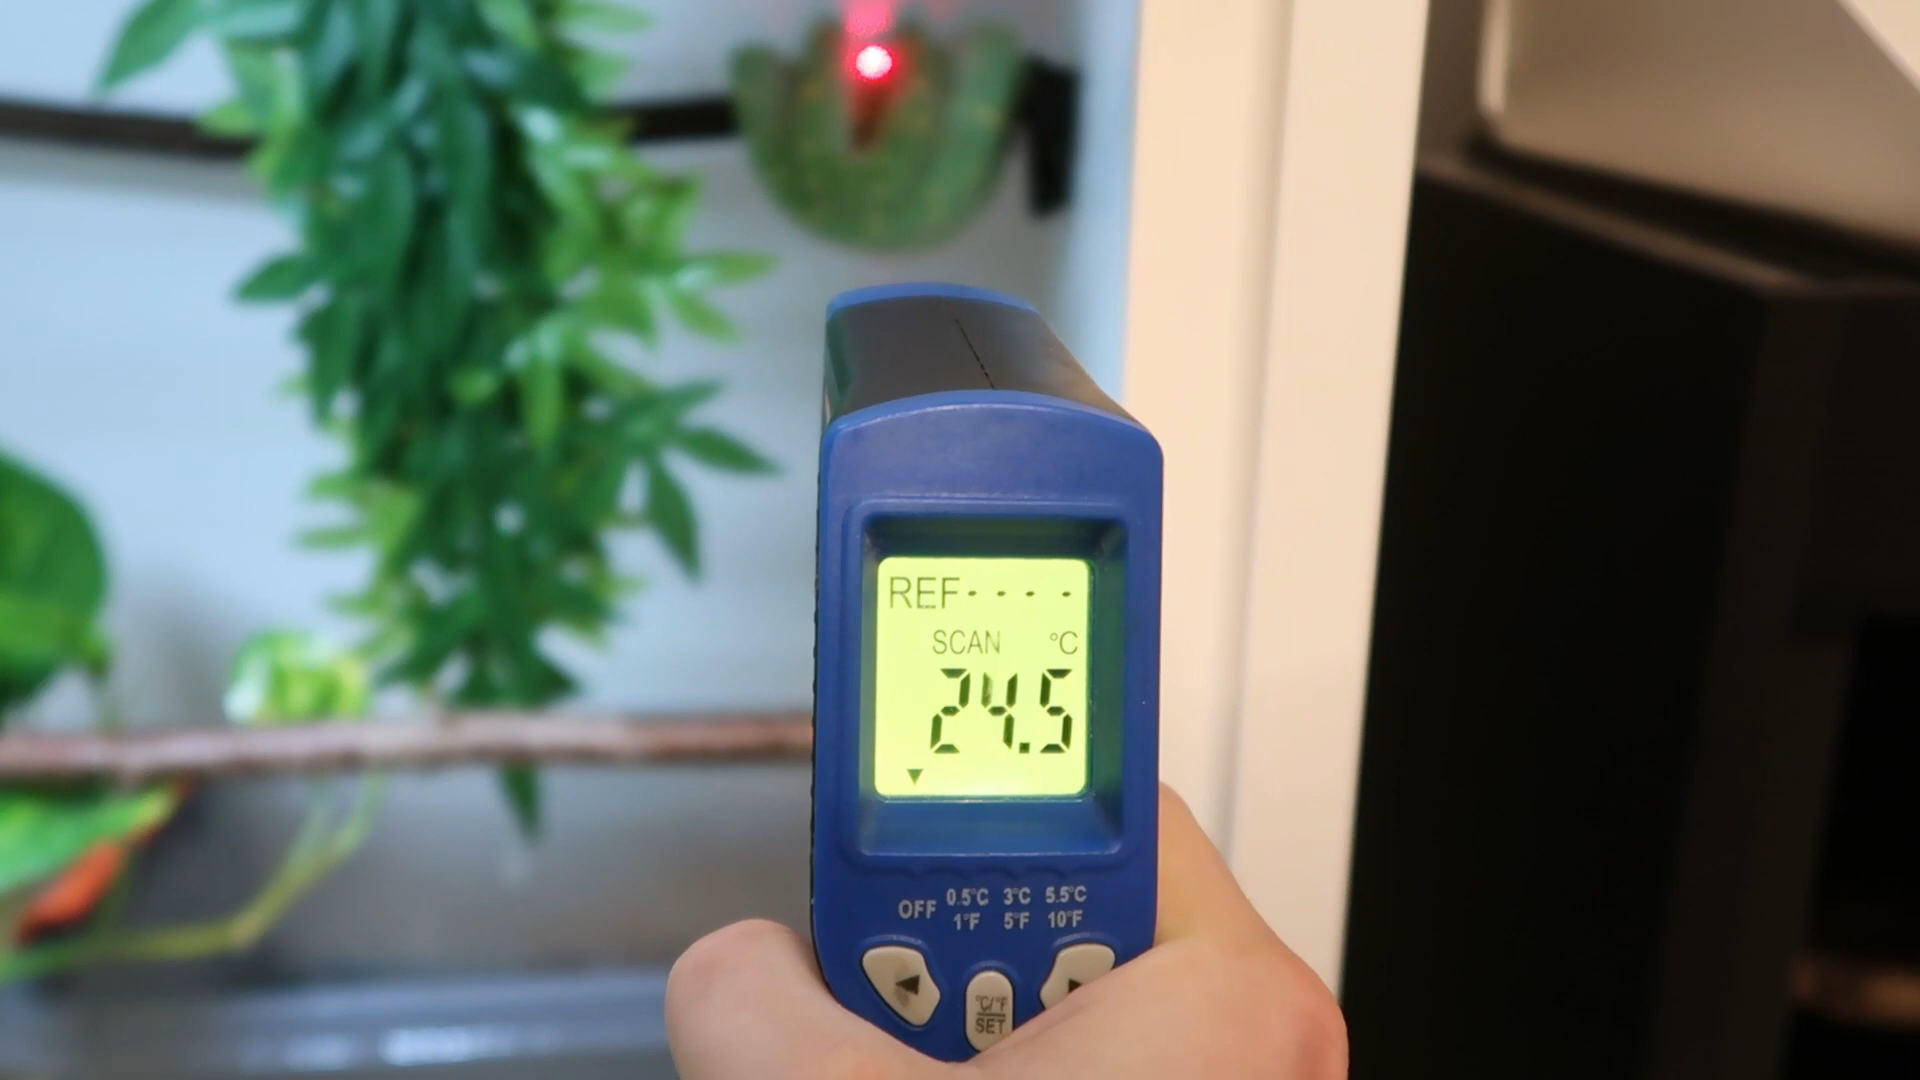 REF----
SCAN °C
24.5
OFF 0.5°C 3°C 5.5°C
1°F 5°F 10°F
°C/°F
SET